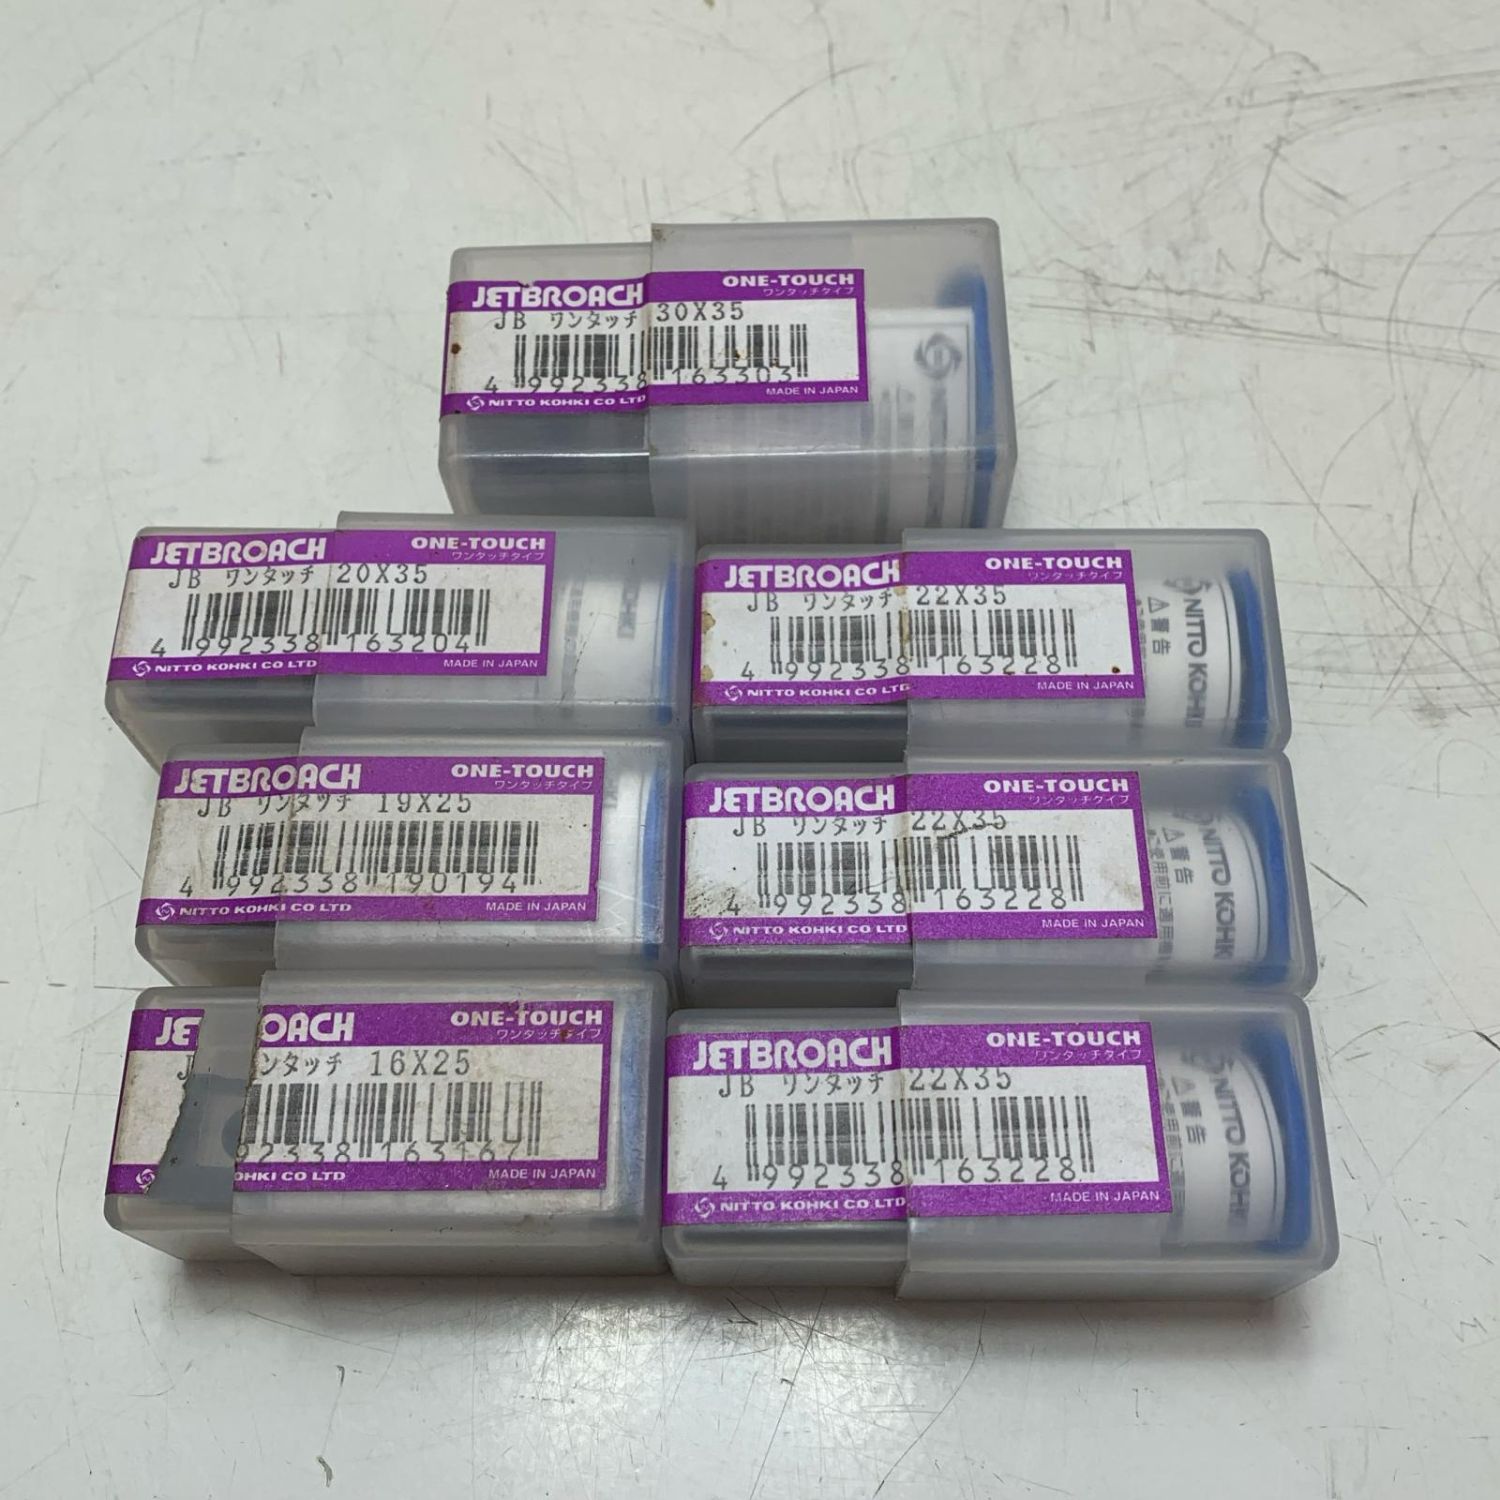 JETBROACH ONE-TOUCH
ワンタッチタイプ
JB ワンタッチ 30X35
4 992338 163303
NITTO KOHKI CO LTD MADE IN JAPAN
JETBROACH ONE-TOUCH
ワンタッチタイプ
JB ワンタッチ 20X35
4 992338 163204
NITTO KOHKI CO LTD MADE IN JAPAN
KOHKI
JETBROACH ONE-TOUCH
ワンタッチタイプ
JB ワンタッチ 22X35
4 992338 163228
NITTO KOHKI CO LTD MADE IN JAPAN
NITTO KOHKI
警告
JETBROACH ONE-TOUCH
ワンタッチタイプ
JB ワンタッチ 19X25
4 992338 190194
NITTO KOHKI CO LTD MADE IN JAPAN
JETBROACH ONE-TOUCH
ワンタッチタイプ
JB ワンタッチ 22X35
4 992338 163228
NITTO KOHKI CO LTD MADE IN JAPAN
NITTO KOHKI
警告
JE OACH ONE-TOUCH
ワンタッチタイプ
J ンタッチ 16X25
92338 163167
OHKI CO LTD MADE IN JAPAN
JETBROACH ONE-TOUCH
ワンタッチタイプ
JB ワンタッチ 22X35
4 992338 163228
NITTO KOHKI CO LTD MADE IN JAPAN
NITTO KOHKI
警告